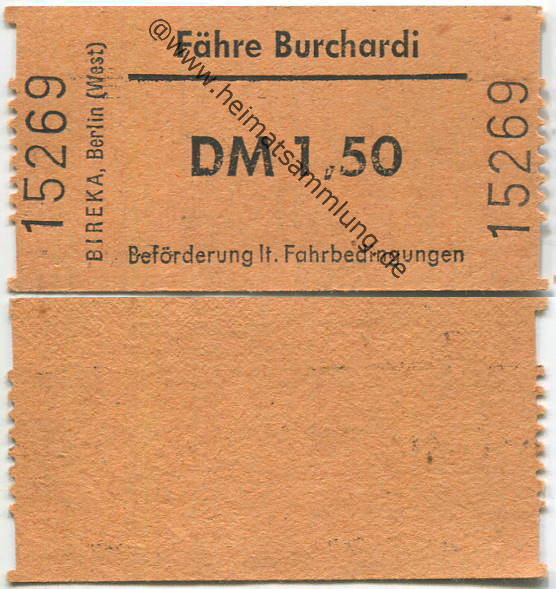 Fähre Burchardi
DM 1,50
Beförderung lt. Fahrbedingungen
15269
BIREKA, Berlin (West)
15269
@www.heimatsammlung.de